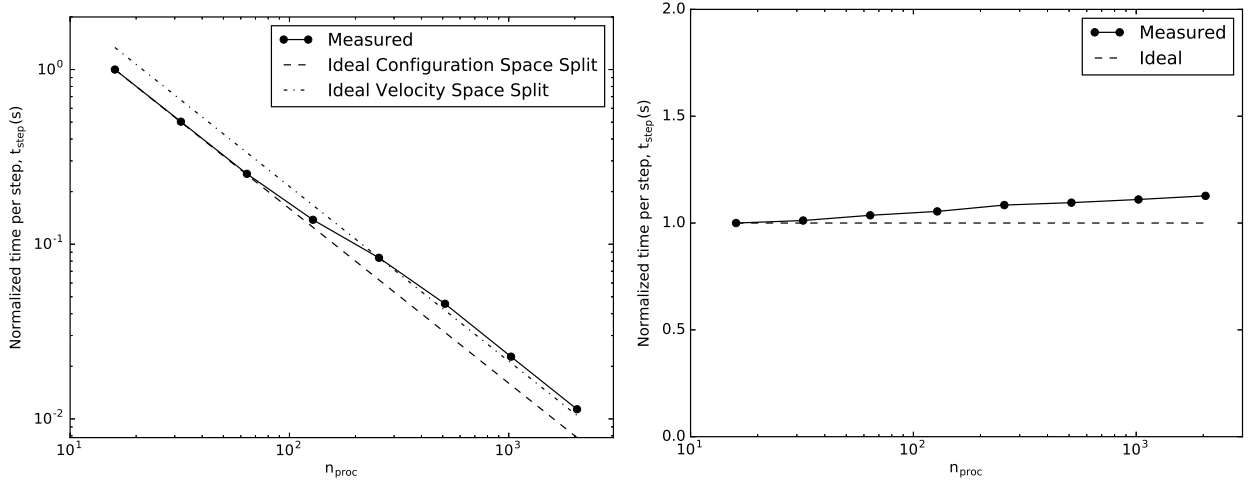 Normalized time per step, t_step(s)
10^0
10^-1
10^-2
10^1
10^2
10^3
n_proc
Measured
Ideal Configuration Space Split
Ideal Velocity Space Split
Normalized time per step, t_step(s)
2.0
1.5
1.0
0.5
0.0
10^1
10^2
10^3
n_proc
Measured
Ideal